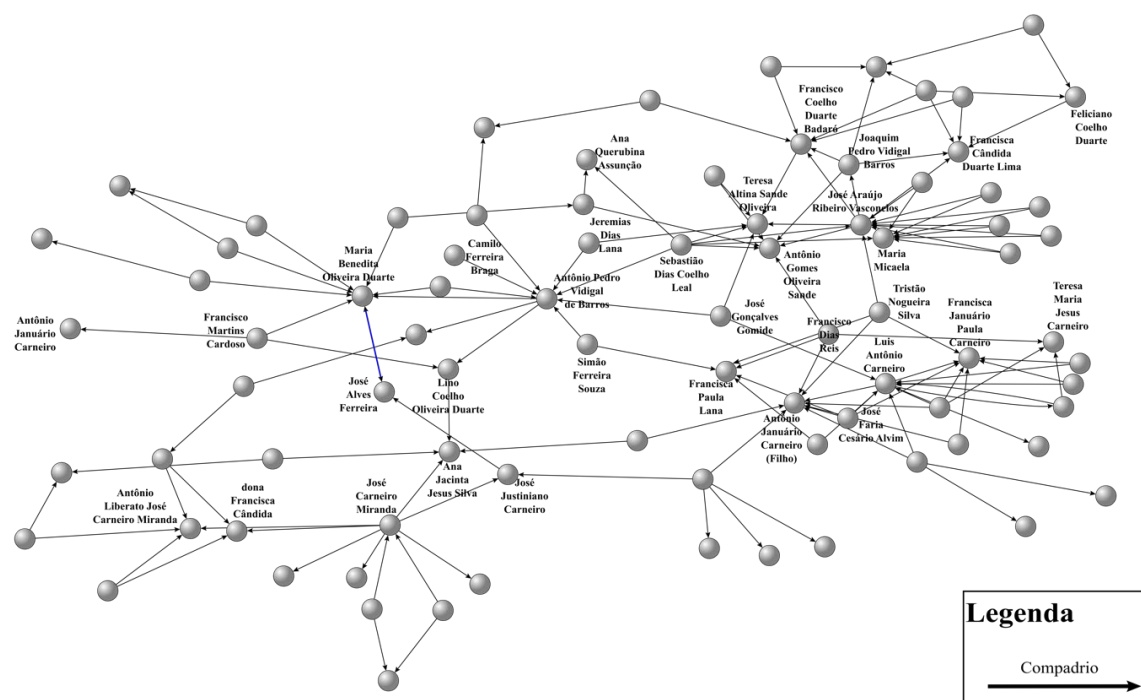 Francisco
Coelho
Duarte
Badaró
Feliciano
Coelho
Duarte
Joaquim
Pedro Vidigal
Barros
Francisca
Cândida
Duarte Lima
Ana
Querubina
Assunção
Teresa
Altina Sande
Oliveira
José Araújo
Ribeiro Vasconcelos
Jeremias
Dias
Lana
Maria
Benedita
Oliveira Duarte
Camilo
Ferreira
Braga
Sebastião
Dias Coelho
Leal
Antônio
Gomes
Oliveira
Sande
Maria
Micaela
Antônio Pedro
Vidigal
de Barros
Tristão
Nogueira
Silva
Francisca
Januário
Paula
Carneiro
Teresa
Maria
Jesus
Carneiro
Antônio
Januário
Carneiro
Francisco
Martins
Cardoso
José
Gonçalves
Gomide
Francisco
Dias
Reis
Luis
Antônio
Carneiro
José
Alves
Ferreira
Lino
Coelho
Oliveira Duarte
Simão
Ferreira
Souza
Francisca
Paula
Lana
Antônio
Januário
Carneiro
(Filho)
José
Faria
Cesário Alvim
Antônio
Liberato José
Carneiro Miranda
dona
Francisca
Cândida
José
Carneiro
Miranda
Ana
Jacinta
Jesus Silva
José
Justiniano
Carneiro
Legenda
Compadrio